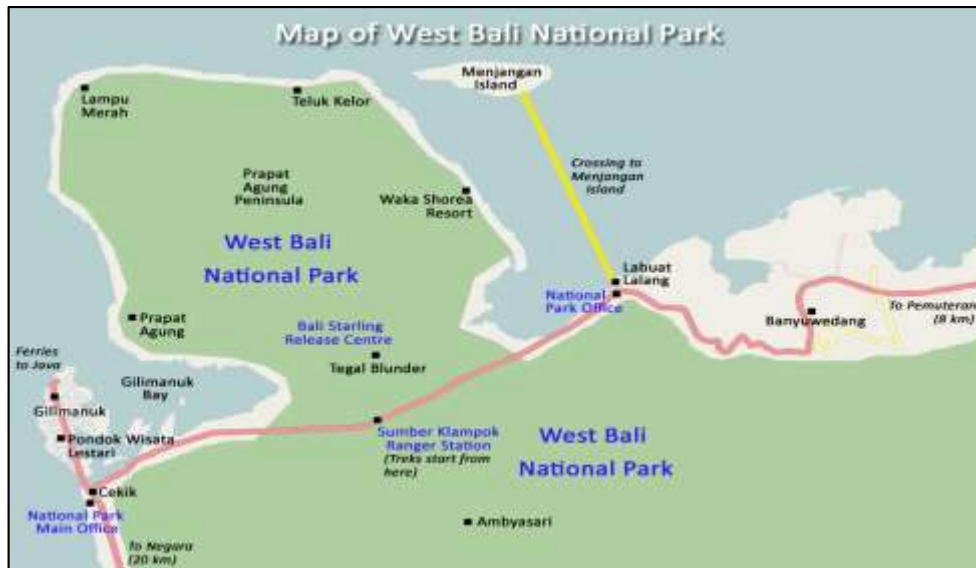 Map of West Bali National Park
Menjangan
Island
Lampu
Merah
Teluk Kelor
Crossing to
Menjangan
Island
Prapat
Agung
Peninsula
Waka Shorea
Resort
West Bali
National Park
Labuat
Lalang
National
Park Office
To Pemuteran
(8 km)
Banyuwedang
Prapat
Agung
Bali Starling
Release Centre
Tegal Blunder
Ferries
to Java
Gilimanuk
Bay
Gilimanuk
Pondok Wisata
Lestari
Sumber Klampok
Ranger Station
(Treks start from
here)
West Bali
National Park
Cekik
National Park
Main Office
Ambyasari
To Negara
(20 km)